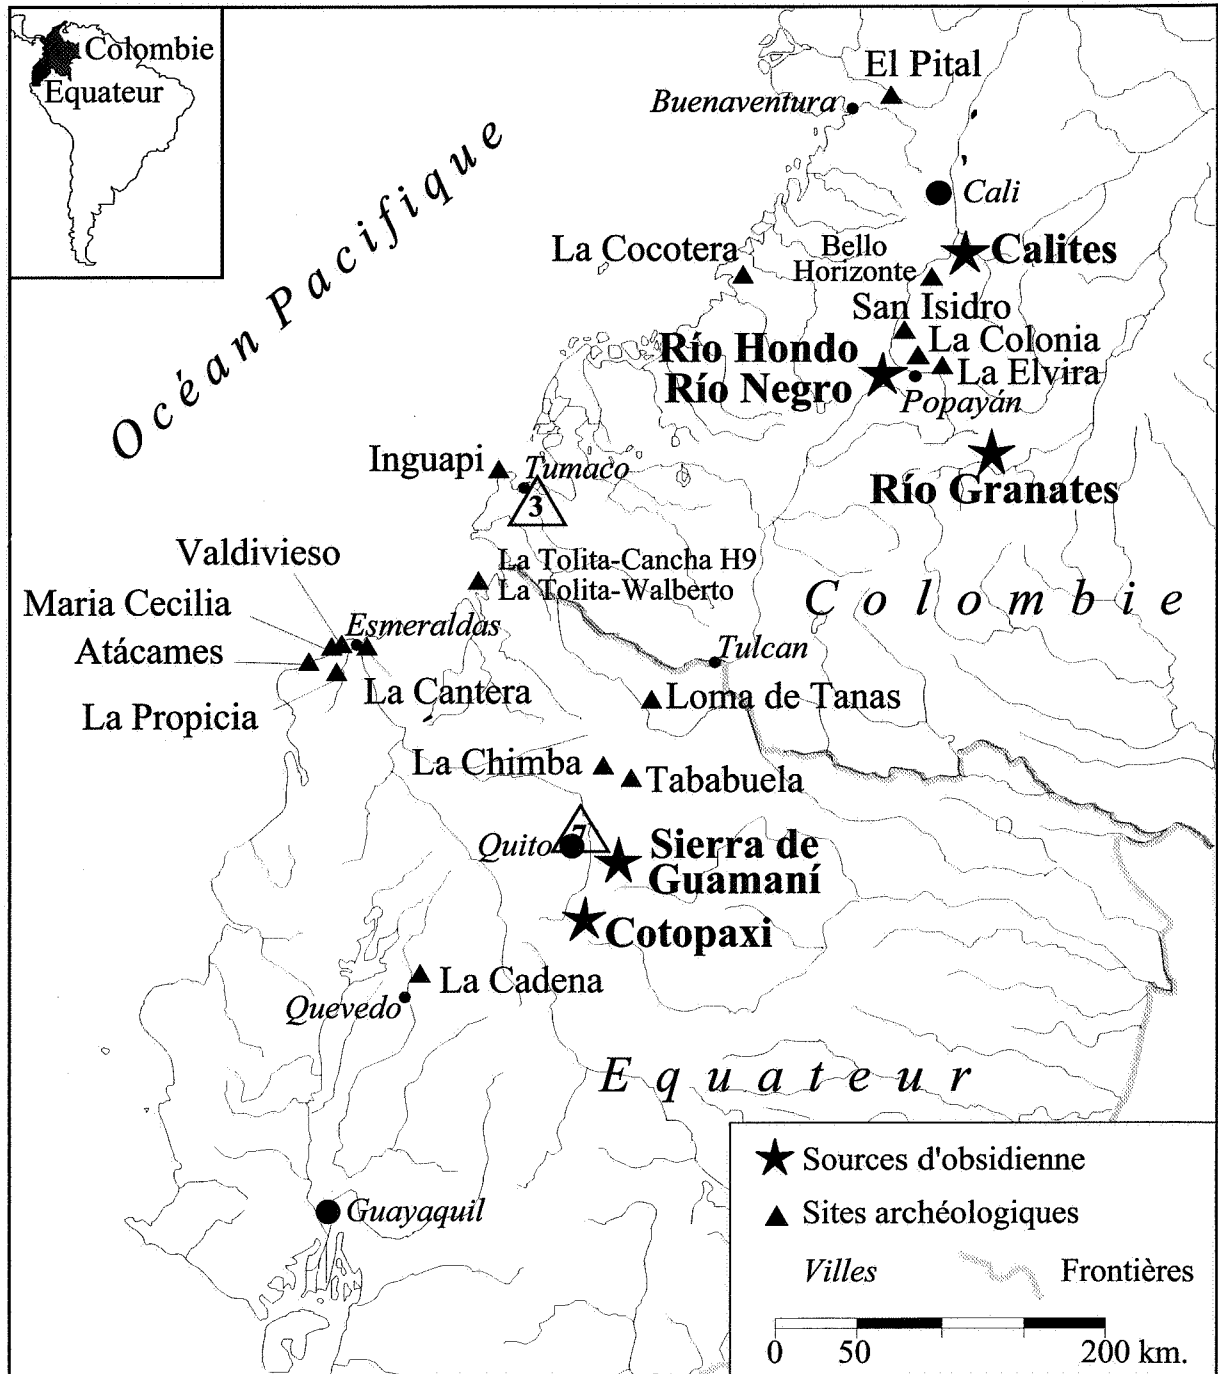 Colombie
Equateur
Océan Pacifique
El Pital
Buenaventura
Cali
La Cocotera
Bello
Horizonte
Calites
San Isidro
La Colonia
La Elvira
Río Hondo
Río Negro
Popayán
Inguapi
Tumaco
3
Río Granates
Valdivieso
La Tolita-Cancha H9
La Tolita-Walberto
Maria Cecilia
Esmeraldas
Colombie
Atácames
Tulcan
La Cantera
La Propicia
Loma de Tanas
La Chimba
Tababuela
7
Quito
Sierra de
Guamaní
Cotopaxi
La Cadena
Quevedo
Equateur
Guayaquil
Sources d'obsidienne
Sites archéologiques
Villes
Frontières
0 50 200 km.